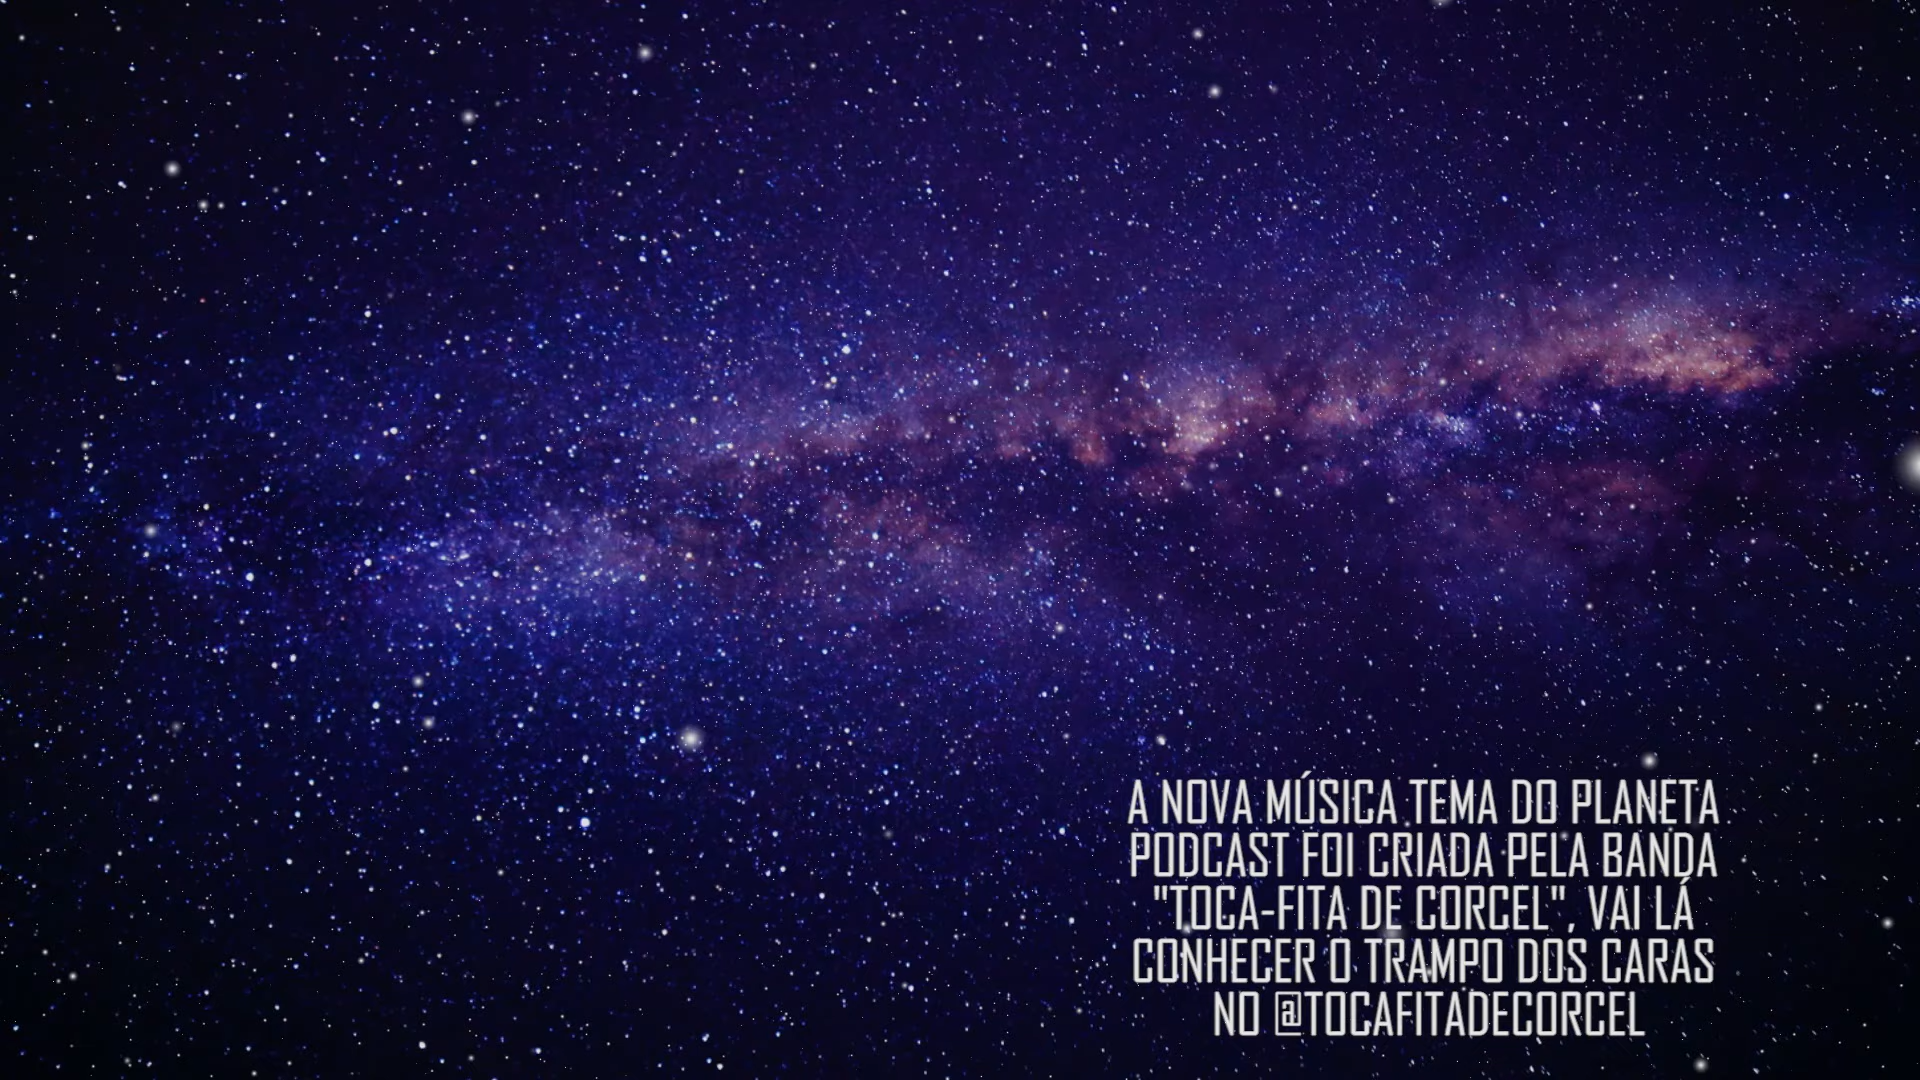 A NOVA MÚSICA TEMA DO PLANETA
PODCAST FOI CRIADA PELA BANDA
"TOCA-FITA DE CORCEL", VAI LÁ
CONHECER O TRAMPO DOS CARAS
NO @TOCAFITADECORCEL